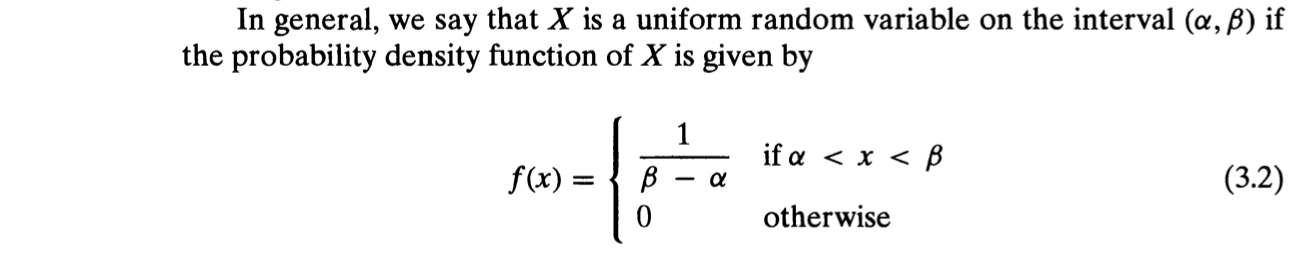 In general, we say that X is a uniform random variable on the interval (α, β) if
the probability density function of X is given by
f(x) = { 1 / (β − α) if α < x < β
0 otherwise (3.2)